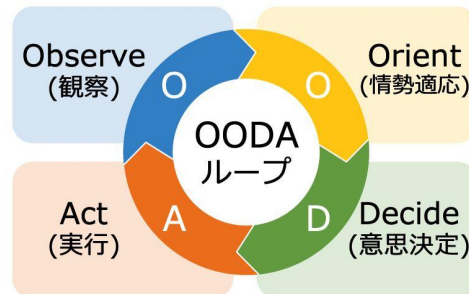 Observe
(観察)
Orient
(情勢適応)
O
O
OODA
ループ
A
D
Act
(実行)
Decide
(意思決定)